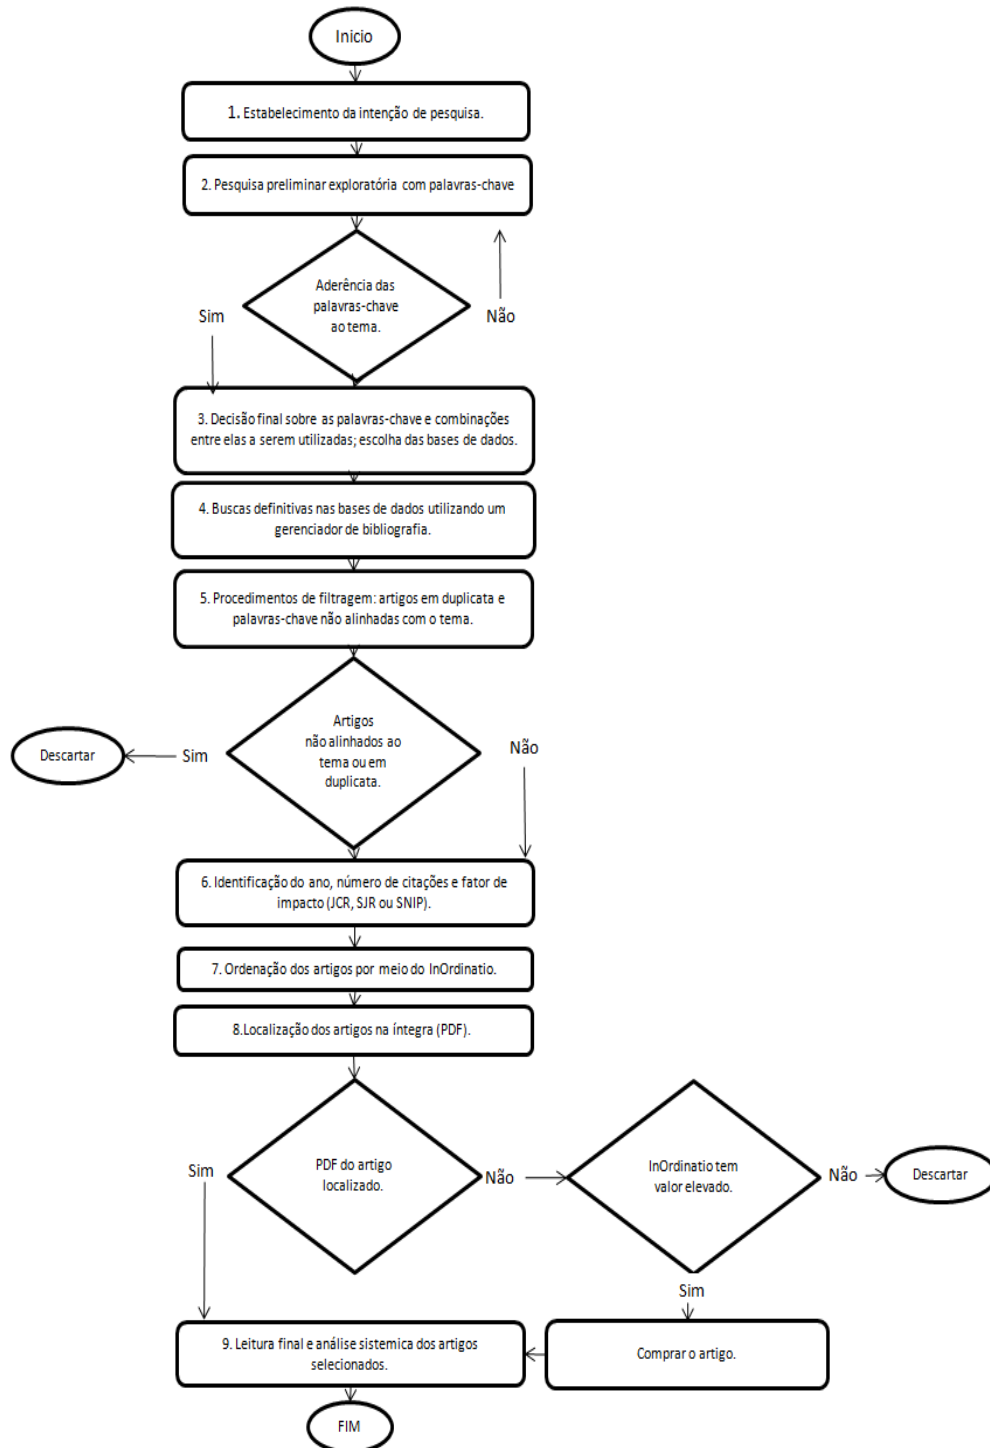 Inicio
1. Estabelecimento da intenção de pesquisa.
2. Pesquisa preliminar exploratória com palavras-chave
Aderência das
palavras-chave
ao tema.
Sim
Não
3. Decisão final sobre as palavras-chave e combinações
entre elas a serem utilizadas; escolha das bases de dados.
4. Buscas definitivas nas bases de dados utilizando um
gerenciador de bibliografia.
5. Procedimentos de filtragem: artigos em duplicata e
palavras-chave não alinhadas com o tema.
Artigos
não alinhados ao
tema ou em
duplicata.
Sim
Descartar
Não
6. Identificação do ano, número de citações e fator de
impacto (JCR, SJR ou SNIP).
7. Ordenação dos artigos por meio do InOrdinatio.
8.Localização dos artigos na íntegra (PDF).
PDF do artigo
localizado.
Sim
Não
InOrdinatio tem
valor elevado.
Não
Descartar
Sim
Comprar o artigo.
9. Leitura final e análise sistemica dos artigos
selecionados.
FIM